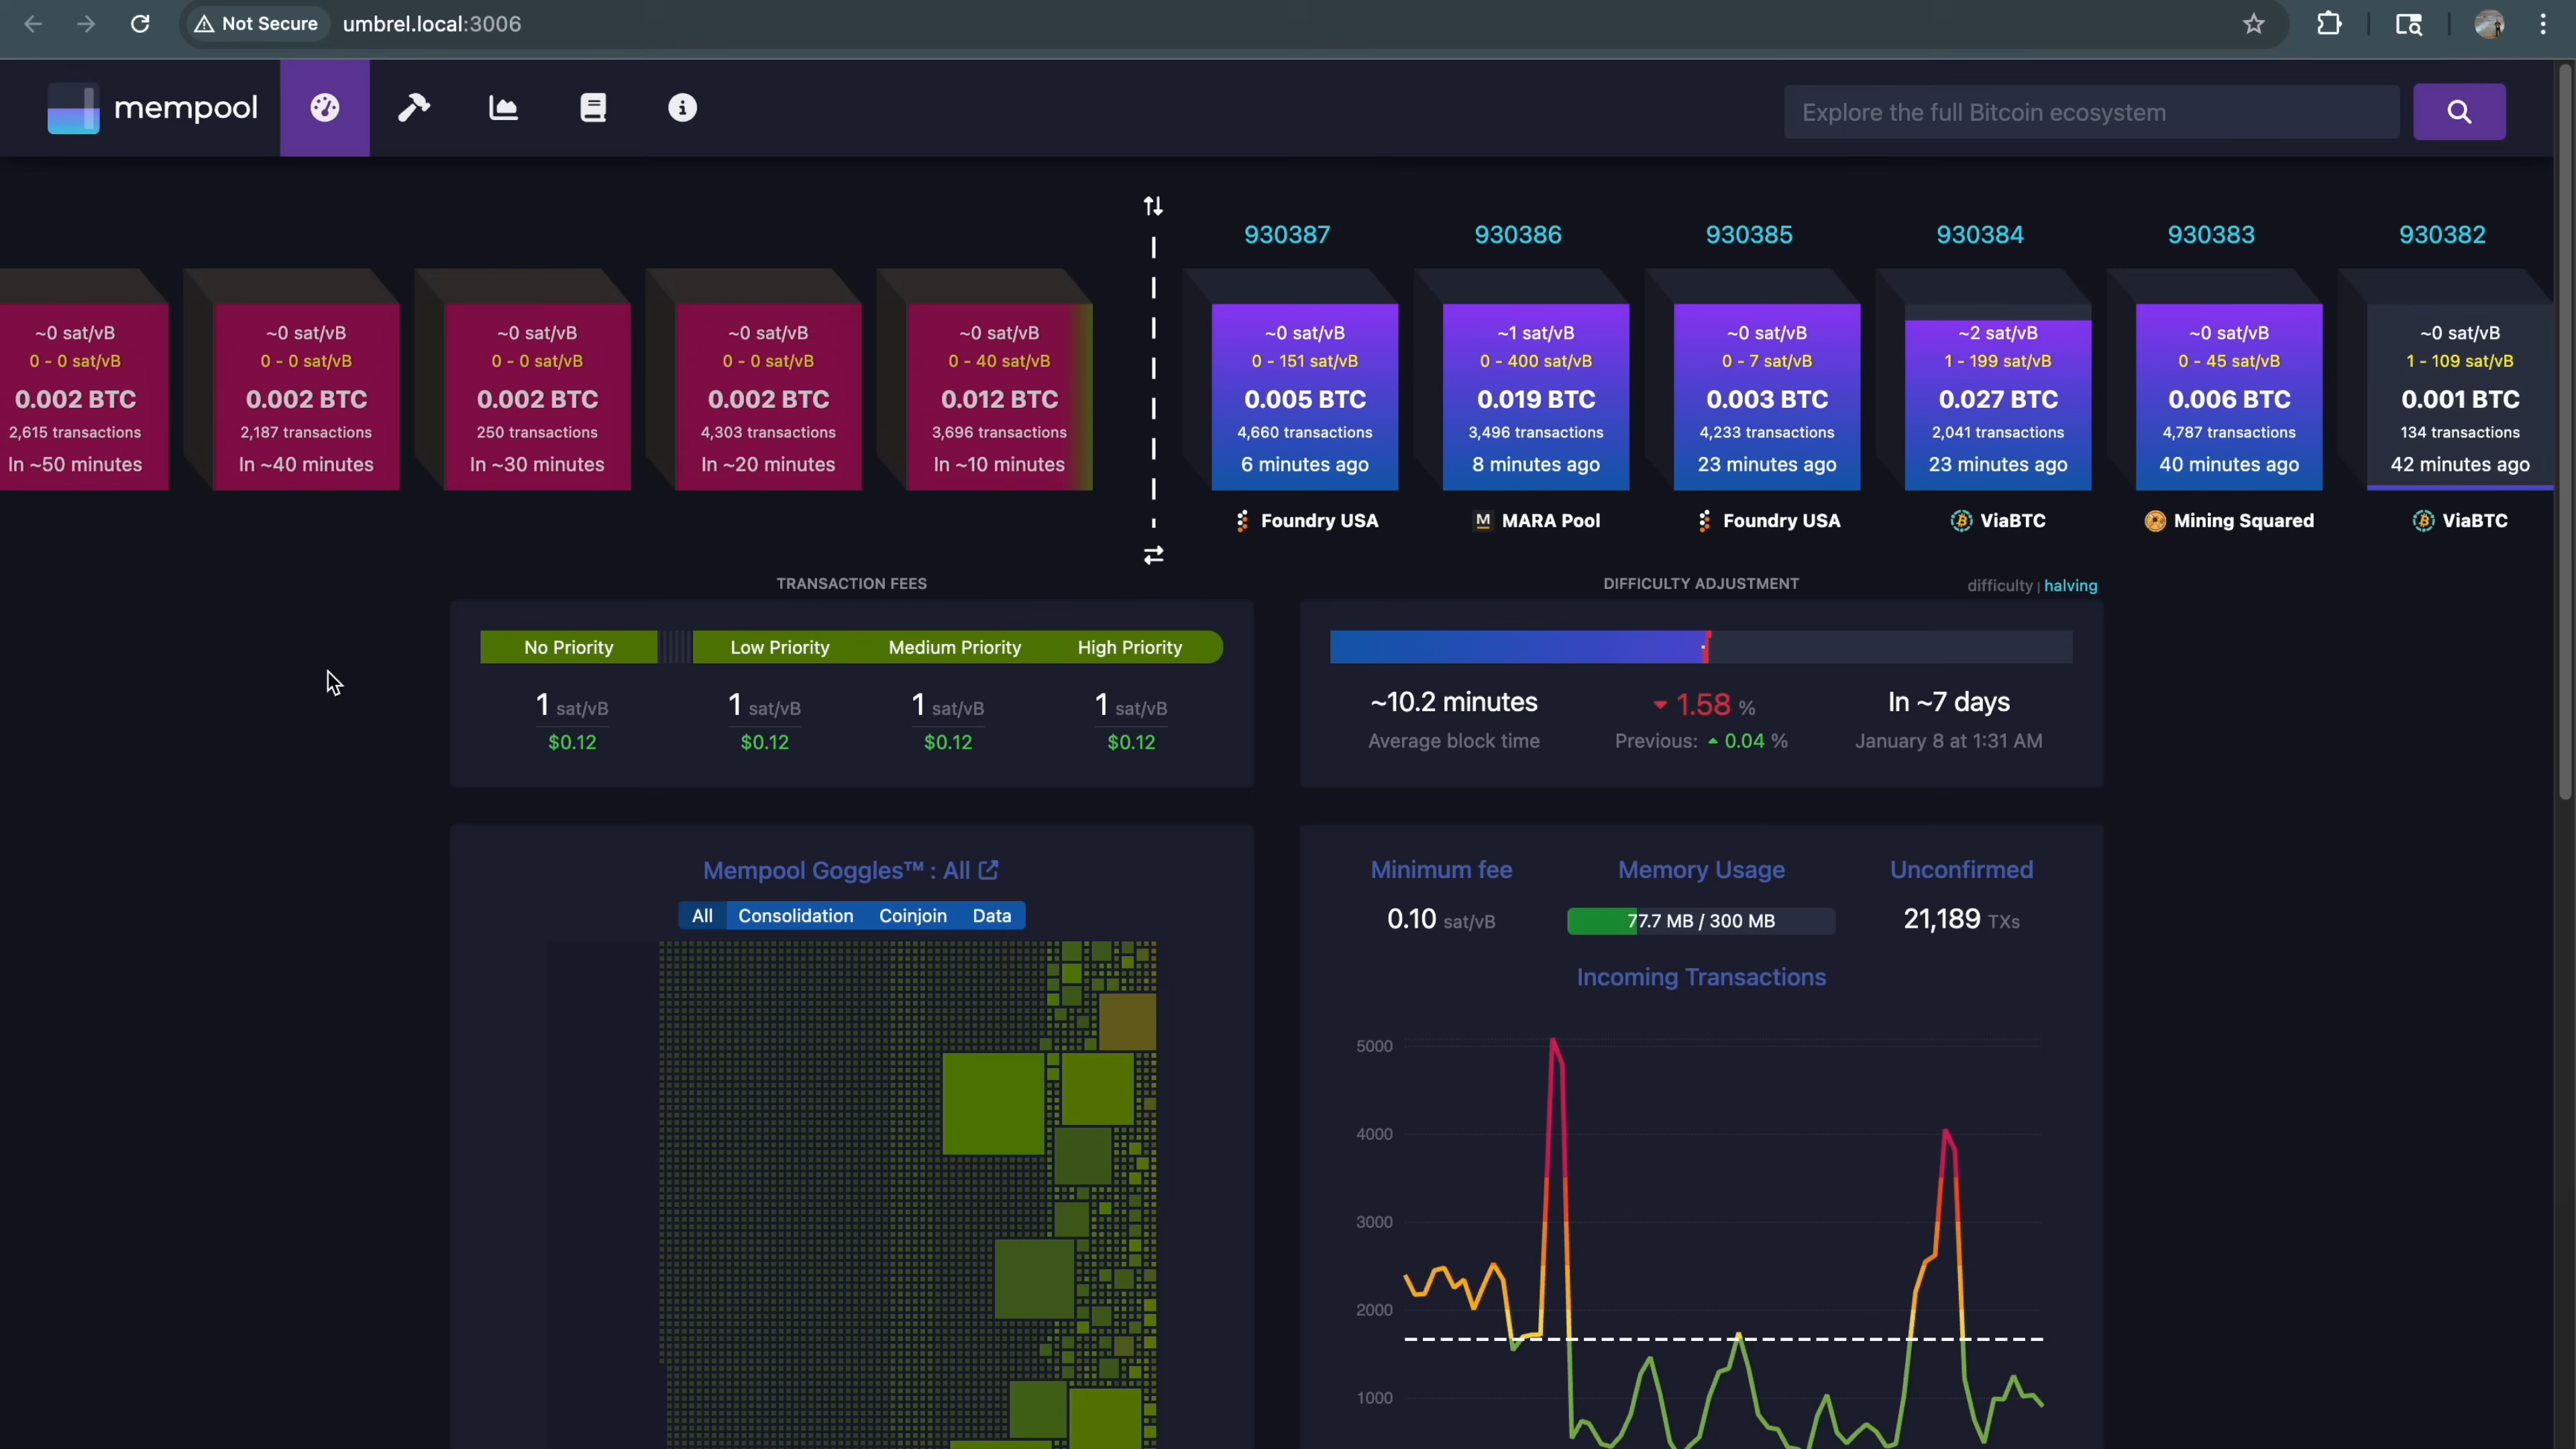 Not Secure umbrel.local:3006
mempool
Explore the full Bitcoin ecosystem
930387 930386 930385 930384 930383 930382
~0 sat/vB
0 - 0 sat/vB
0.002 BTC
2,615 transactions
In ~50 minutes
~0 sat/vB
0 - 0 sat/vB
0.002 BTC
2,187 transactions
In ~40 minutes
~0 sat/vB
0 - 0 sat/vB
0.002 BTC
250 transactions
In ~30 minutes
~0 sat/vB
0 - 0 sat/vB
0.002 BTC
4,303 transactions
In ~20 minutes
~0 sat/vB
0 - 40 sat/vB
0.012 BTC
3,696 transactions
In ~10 minutes
~0 sat/vB
0 - 151 sat/vB
0.005 BTC
4,660 transactions
6 minutes ago
Foundry USA
~1 sat/vB
0 - 400 sat/vB
0.019 BTC
3,496 transactions
8 minutes ago
M MARA Pool
~0 sat/vB
0 - 7 sat/vB
0.003 BTC
4,233 transactions
23 minutes ago
Foundry USA
~2 sat/vB
1 - 199 sat/vB
0.027 BTC
2,041 transactions
23 minutes ago
ViaBTC
~0 sat/vB
0 - 45 sat/vB
0.006 BTC
4,787 transactions
40 minutes ago
Mining Squared
~0 sat/vB
1 - 109 sat/vB
0.001 BTC
134 transactions
42 minutes ago
ViaBTC
TRANSACTION FEES
No Priority Low Priority Medium Priority High Priority
1 sat/vB 1 sat/vB 1 sat/vB 1 sat/vB
$0.12 $0.12 $0.12 $0.12
DIFFICULTY ADJUSTMENT
difficulty | halving
~10.2 minutes 1.58 % In ~7 days
Average block time Previous: 0.04 % January 8 at 1:31 AM
Mempool Goggles™ : All
All Consolidation Coinjoin Data
Minimum fee Memory Usage Unconfirmed
0.10 sat/vB 77.7 MB / 300 MB 21,189 TXs
Incoming Transactions
5000
4000
3000
2000
1000